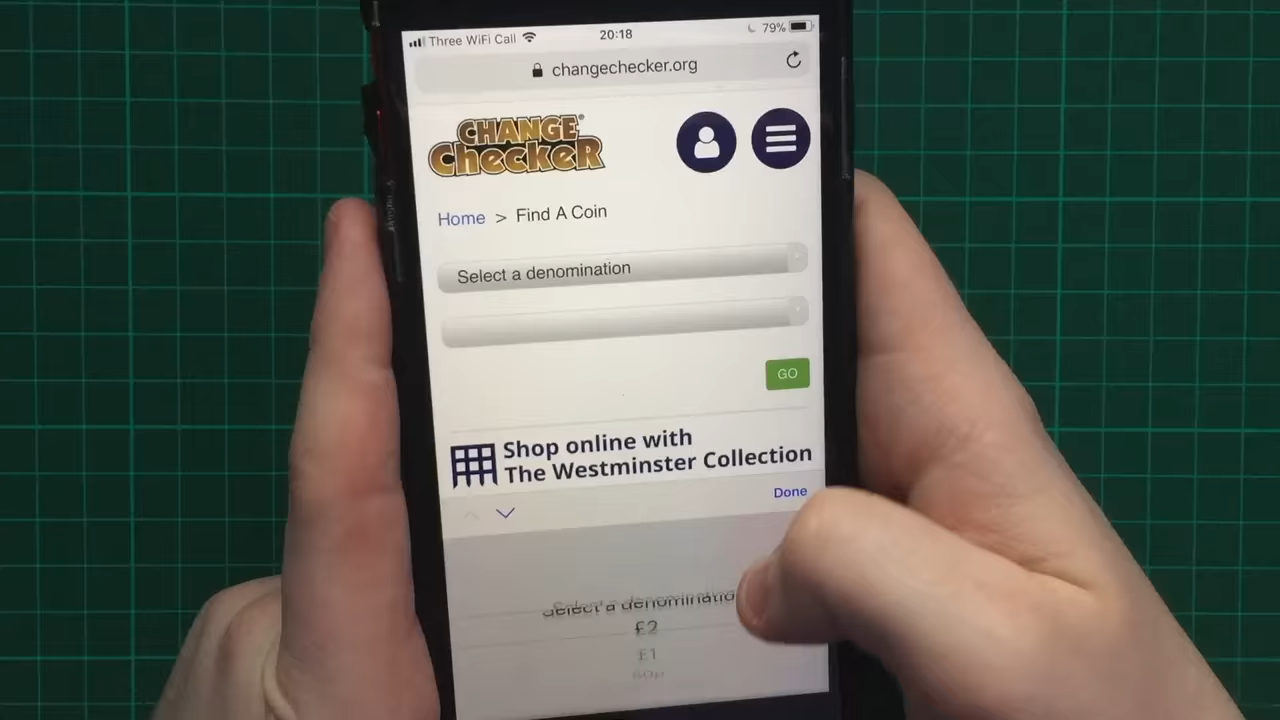 Three WiFi Call
20:18
79%
changechecker.org
CHANGE
CHECKER
Home > Find A Coin
Select a denomination
GO
Shop online with
The Westminster Collection
Done
Select a denominatio
£2
£1
50p